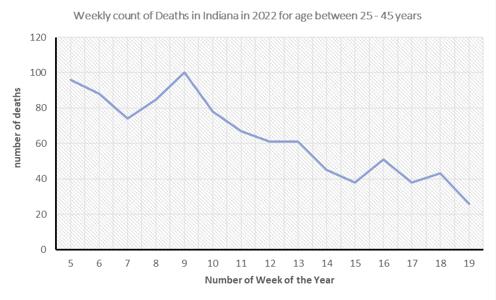 Weekly count of Deaths in Indiana in 2022 for age between 25 - 45 years
120
100
80
60
40
20
0
number of deaths
5 6 7 8 9 10 11 12 13 14 15 16 17 18 19
Number of Week of the Year